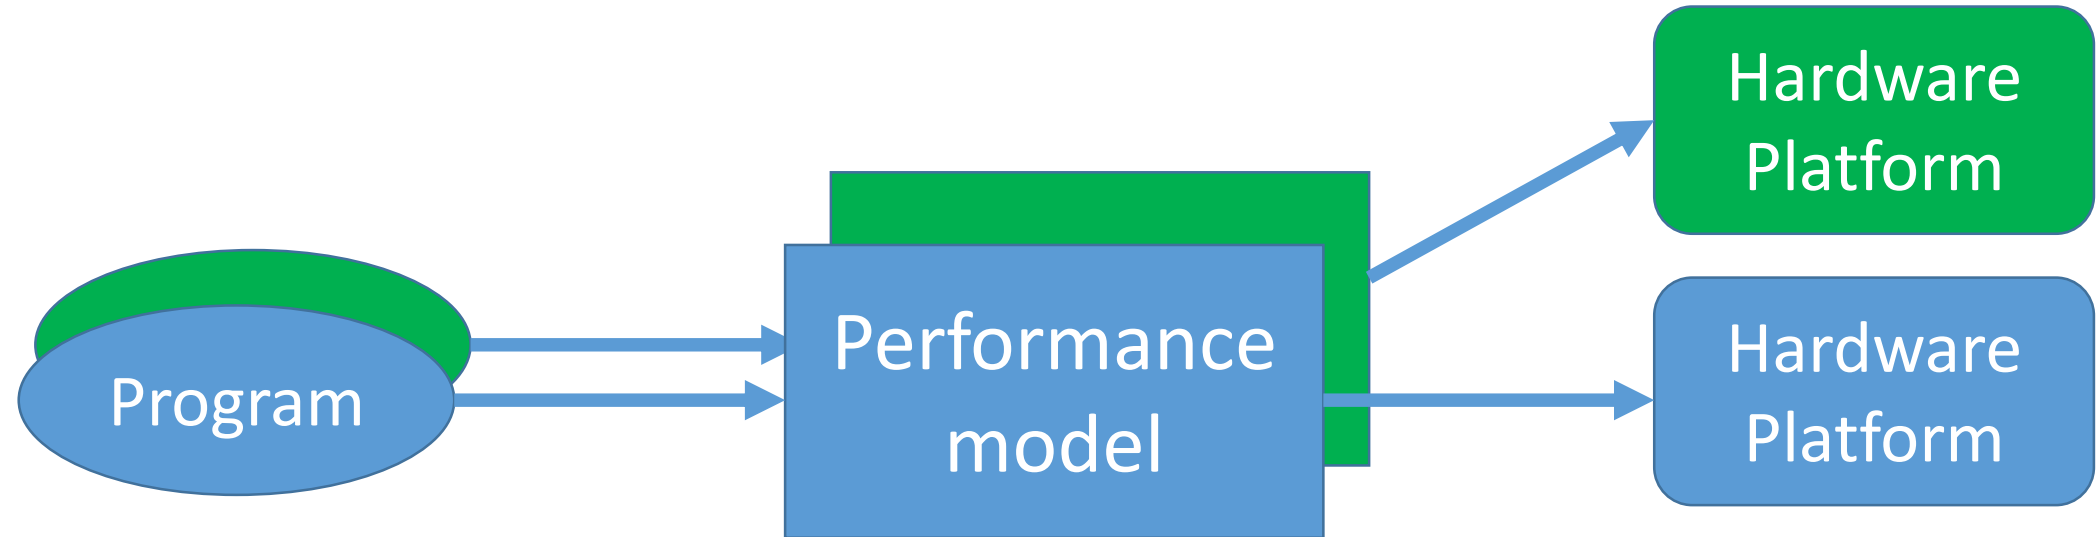 Hardware
Platform
Program
Performance
model
Hardware
Platform